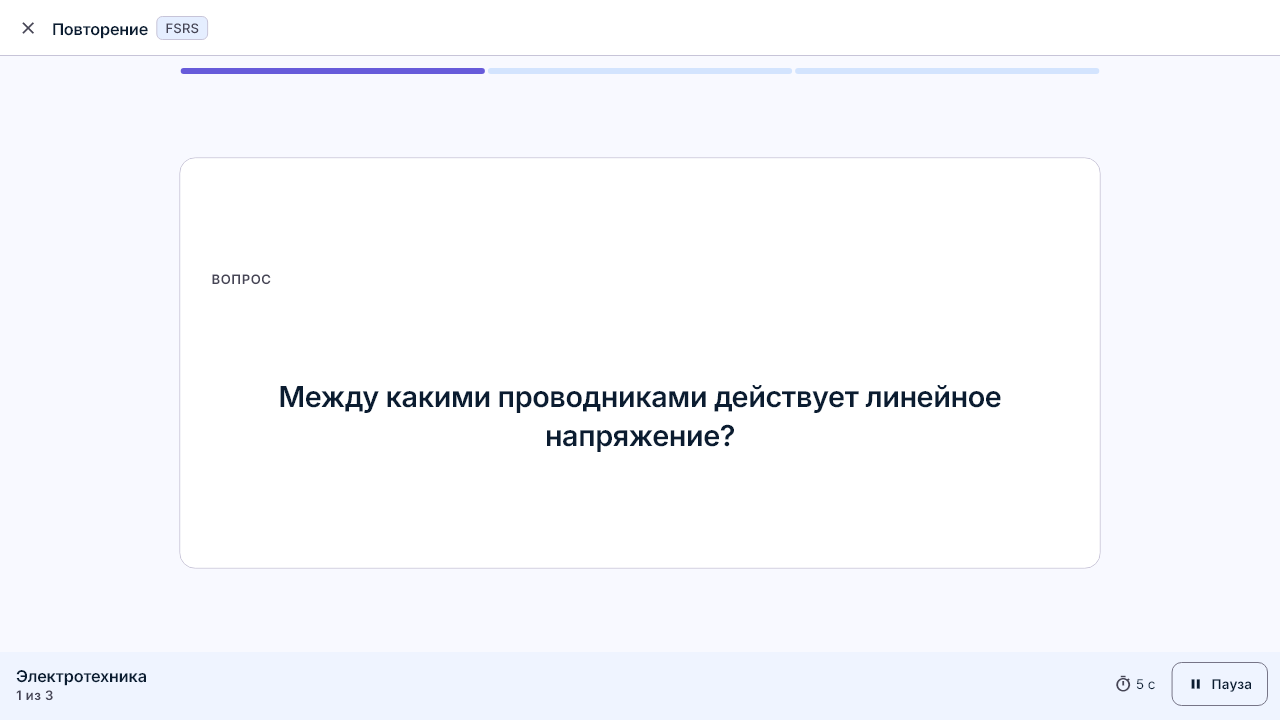 Повторение FSRS
ВОПРОС
Между какими проводниками действует линейное
напряжение?
Электротехника
1 из 3
5 с
Пауза